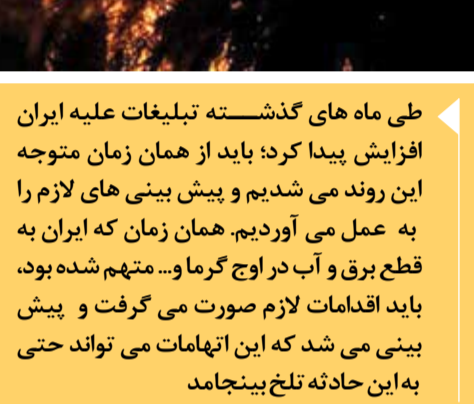 طی ماه های گذشته تبلیغات علیه ایران
افزایش پیدا کرد؛ باید از همان زمان متوجه
این روند می شدیم و پیش بینی های لازم را
به عمل می آوردیم. همان زمان که ایران به
قطع برق و آب در اوج گرما و... متهم شده بود،
باید اقدامات لازم صورت می گرفت و پیش
بینی می شد که این اتهامات می تواند حتی
به این حادثه تلخ بینجامد